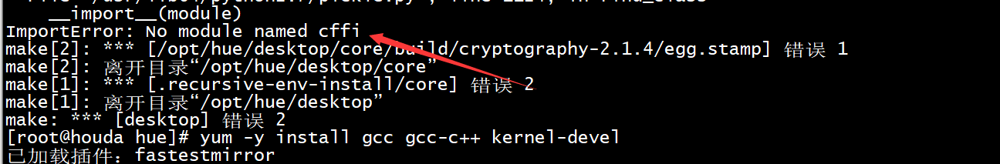 __import__(module)
ImportError: No module named cffi
make[2]: *** [/opt/hue/desktop/core/build/cryptography-2.1.4/egg.stamp] 错误 1
make[2]: 离开目录“/opt/hue/desktop/core”
make[1]: *** [.recursive-env-install/core] 错误 2
make[1]: 离开目录“/opt/hue/desktop”
make: *** [desktop] 错误 2
[root@houda hue]# yum -y install gcc gcc-c++ kernel-devel
已加载插件：fastestmirror